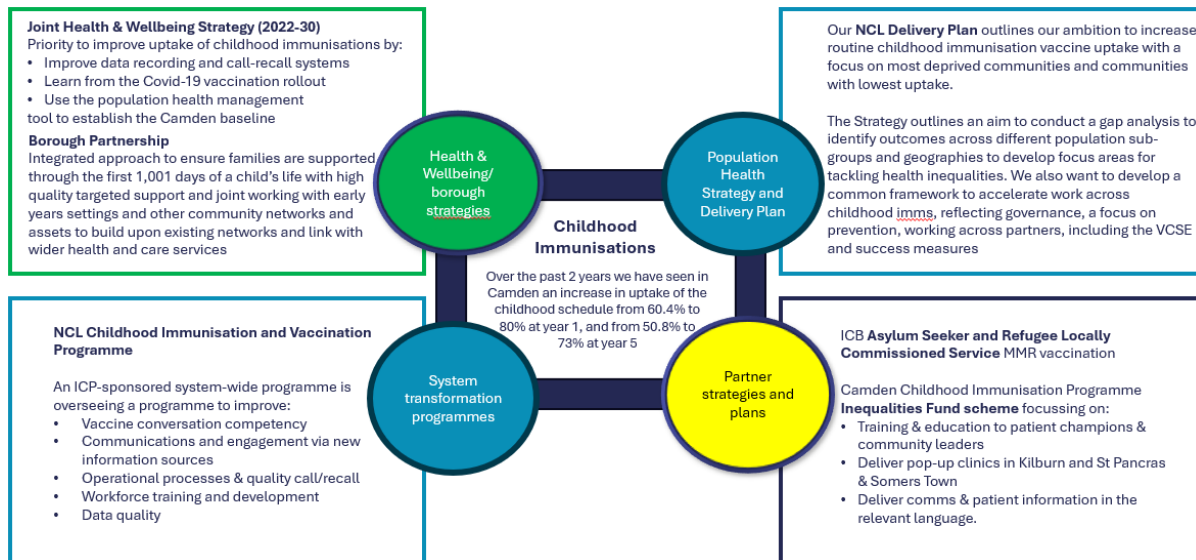 Joint Health & Wellbeing Strategy (2022-30)
Priority to improve uptake of childhood immunisations by:
• Improve data recording and call-recall systems
• Learn from the Covid-19 vaccination rollout
• Use the population health management
tool to establish the Camden baseline
Borough Partnership
Integrated approach to ensure families are supported
through the first 1,001 days of a child's life with high
quality targeted support and joint working with early
years settings and other community networks and
assets to build upon existing networks and link with
wider health and care services
Health &
Wellbeing/
borough
strategies
Population
Health
Strategy and
Delivery Plan
Our NCL Delivery Plan outlines our ambition to increase
routine childhood immunisation vaccine uptake with a
focus on most deprived communities and communities
with lowest uptake.
The Strategy outlines an aim to conduct a gap analysis to
identify outcomes across different population sub-
groups and geographies to develop focus areas for
tackling health inequalities. We also want to develop a
common framework to accelerate work across
childhood imms, reflecting governance, a focus on
prevention, working across partners, including the VCSE
and success measures
Childhood
Immunisations
Over the past 2 years we have seen in
Camden an increase in uptake of the
childhood schedule from 60.4% to
80% at year 1, and from 50.8% to
73% at year 5
NCL Childhood Immunisation and Vaccination
Programme
An ICP-sponsored system-wide programme is
overseeing a programme to improve:
• Vaccine conversation competency
• Communications and engagement via new
information sources
• Operational processes & quality call/recall
• Workforce training and development
• Data quality
System
transformation
programmes
Partner
strategies and
plans
ICB Asylum Seeker and Refugee Locally
Commissioned Service MMR vaccination
Camden Childhood Immunisation Programme
Inequalities Fund scheme focussing on:
• Training & education to patient champions &
community leaders
• Deliver pop-up clinics in Kilburn and St Pancras
& Somers Town
• Deliver comms & patient information in the
relevant language.